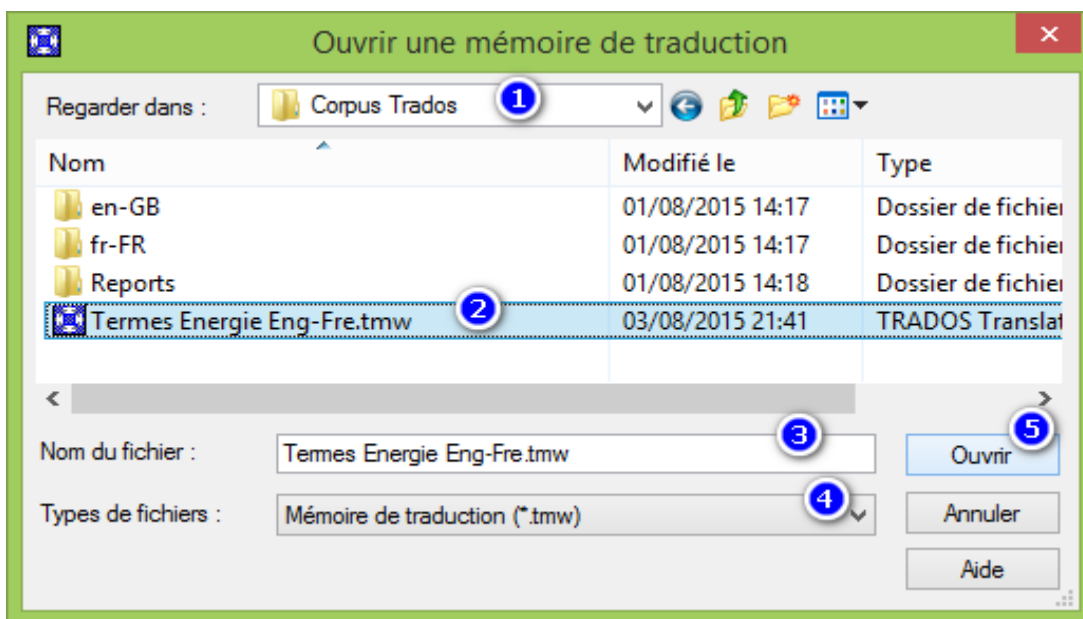 Ouvrir une mémoire de traduction
Regarder dans : Corpus Trados 1
Nom Modifié le Type
en-GB 01/08/2015 14:17 Dossier de fichier
fr-FR 01/08/2015 14:17 Dossier de fichier
Reports 01/08/2015 14:18 Dossier de fichier
Termes Energie Eng-Fre.tmw 2 03/08/2015 21:41 TRADOS Translat
Nom du fichier : Termes Energie Eng-Fre.tmw 3 Ouvrir 5
Types de fichiers : Mémoire de traduction (*.tmw) 4 Annuler
Aide